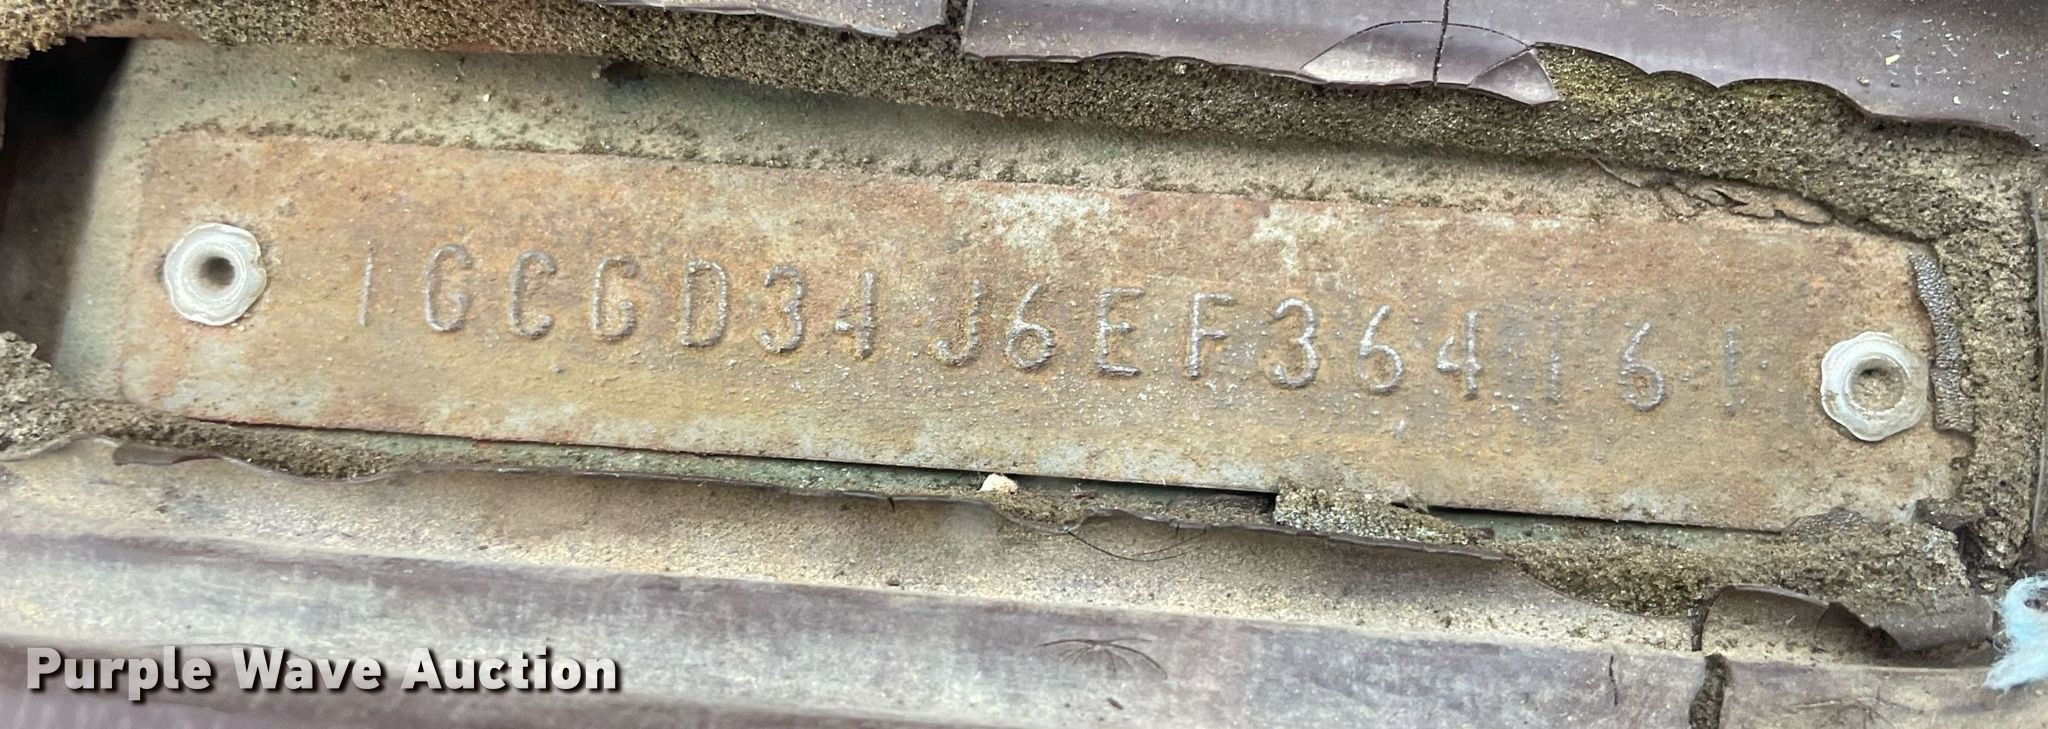 1GCGD34J6EF364161
Purple Wave Auction